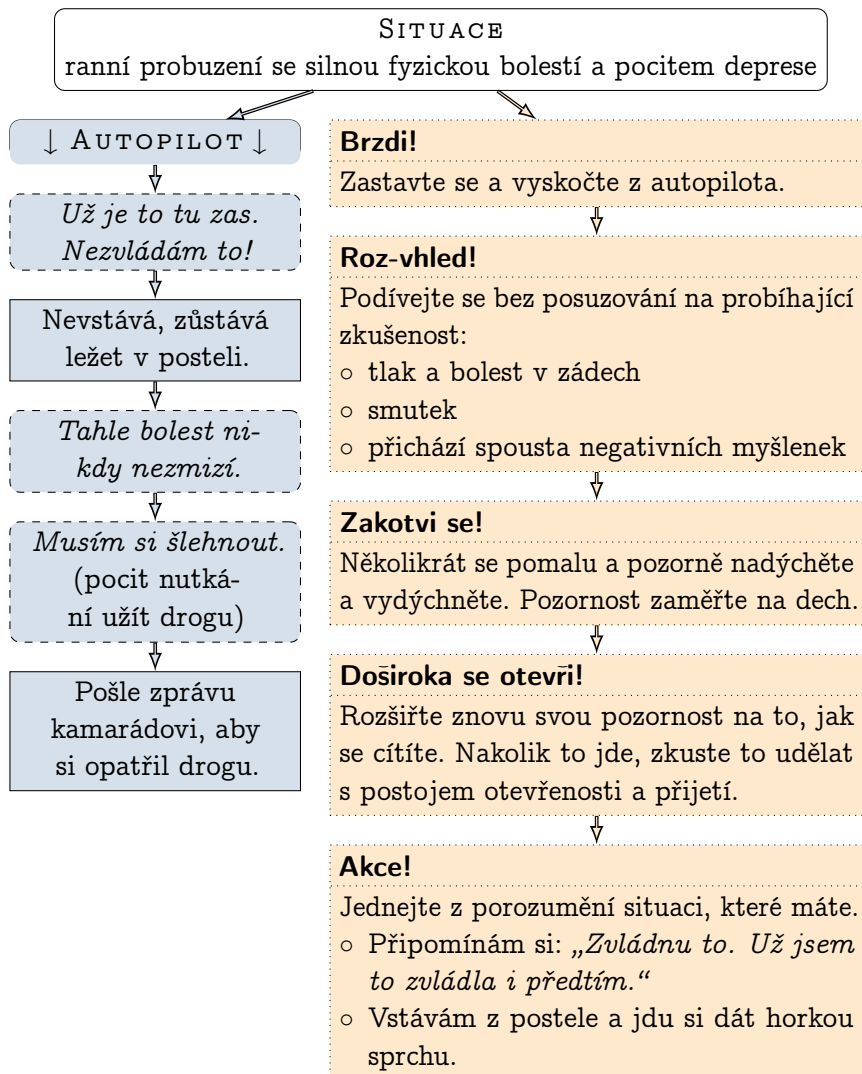 SITUACE
ranní probuzení se silnou fyzickou bolestí a pocitem deprese
↓ AUTOPILOT ↓
Už je to tu zas.
Nezvládám to!
Nevstává, zůstává
ležet v posteli.
Tahle bolest ni-
kdy nezmizí.
Musím si šlehnout.
(pocit nutká-
ní užít drogu)
Pošle zprávu
kamarádovi, aby
si opatřil drogu.
Brzdi!
Zastavte se a vyskočte z autopilota.
Roz-vhled!
Podívejte se bez posuzování na probíhající
zkušenost:
◦ tlak a bolest v zádech
◦ smutek
◦ přichází spousta negativních myšlenek
Zakotvi se!
Několikrát se pomalu a pozorně nadýchěte
a vydýchněte. Pozornost zaměřte na dech.
Doširoka se otevři!
Rozšiřte znovu svou pozornost na to, jak
se cítíte. Nakolik to jde, zkuste to udělat
s postojem otevřenosti a přijetí.
Akce!
Jednejte z porozumění situaci, které máte.
◦ Připomínám si: „Zvládnu to. Už jsem
to zvládla i předtím.“
◦ Vstávám z postele a jdu si dát horkou
sprchu.